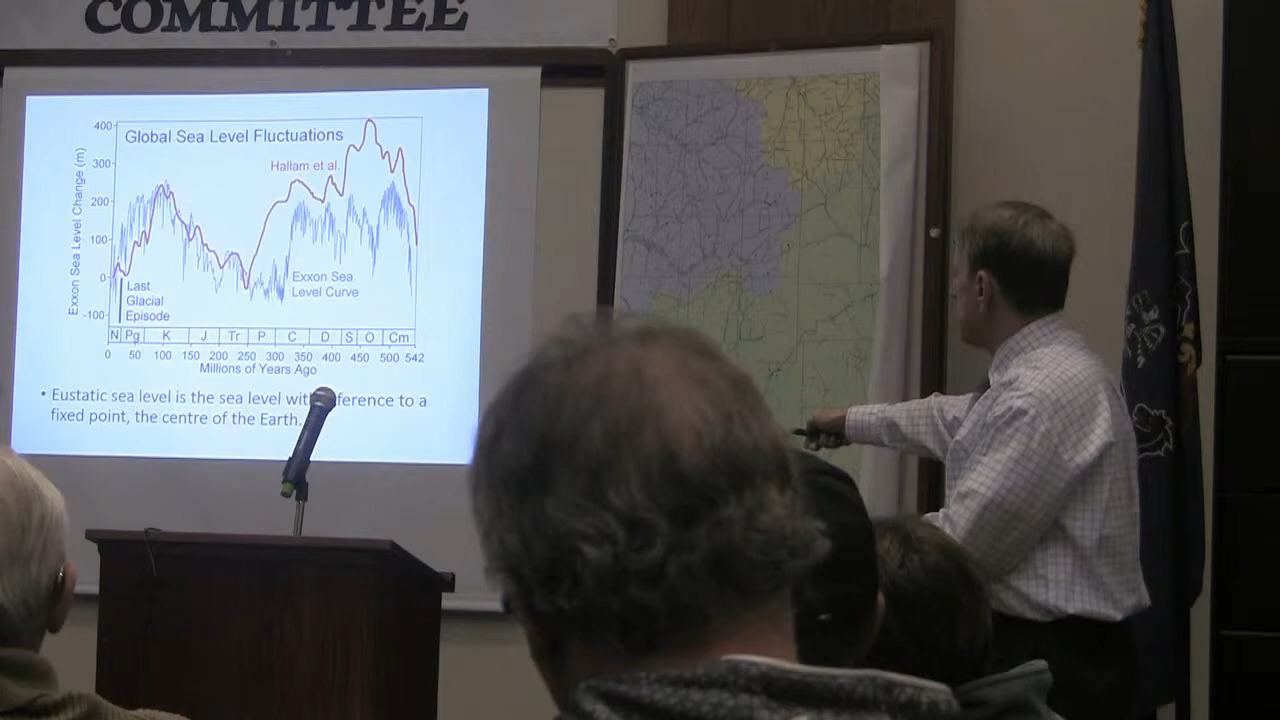 COMMITTEE
Global Sea Level Fluctuations
Hallam et al.
Exxon Sea Level Change (m)
400
300
200
100
0
-100
Exxon Sea
Level Curve
Last
Glacial
Episode
N Pg K J Tr P C D S O Cm
0 50 100 150 200 250 300 350 400 450 500 542
Millions of Years Ago
• Eustatic sea level is the sea level with reference to a
fixed point, the centre of the Earth.